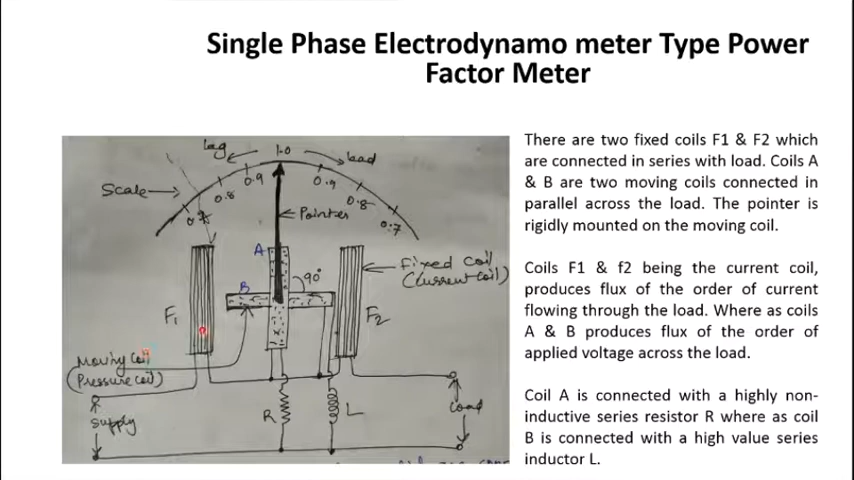 Single Phase Electrodynamo meter Type Power
Factor Meter
There are two fixed coils F1 & F2 which
are connected in series with load. Coils A
& B are two moving coils connected in
parallel across the load. The pointer is
rigidly mounted on the moving coil.
Coils F1 & f2 being the current coil,
produces flux of the order of current
flowing through the load. Where as coils
A & B produces flux of the order of
applied voltage across the load.
Coil A is connected with a highly non-
inductive series resistor R where as coil
B is connected with a high value series
inductor L.
lag 1.0 lead
0.9 0.9
Scale 0.8 0.8
0.7 Pointer 0.7
A
Fixed coil
(current coil)
B 90°
F1 F2
Moving coil
(Pressure coil)
R L Load
Supply